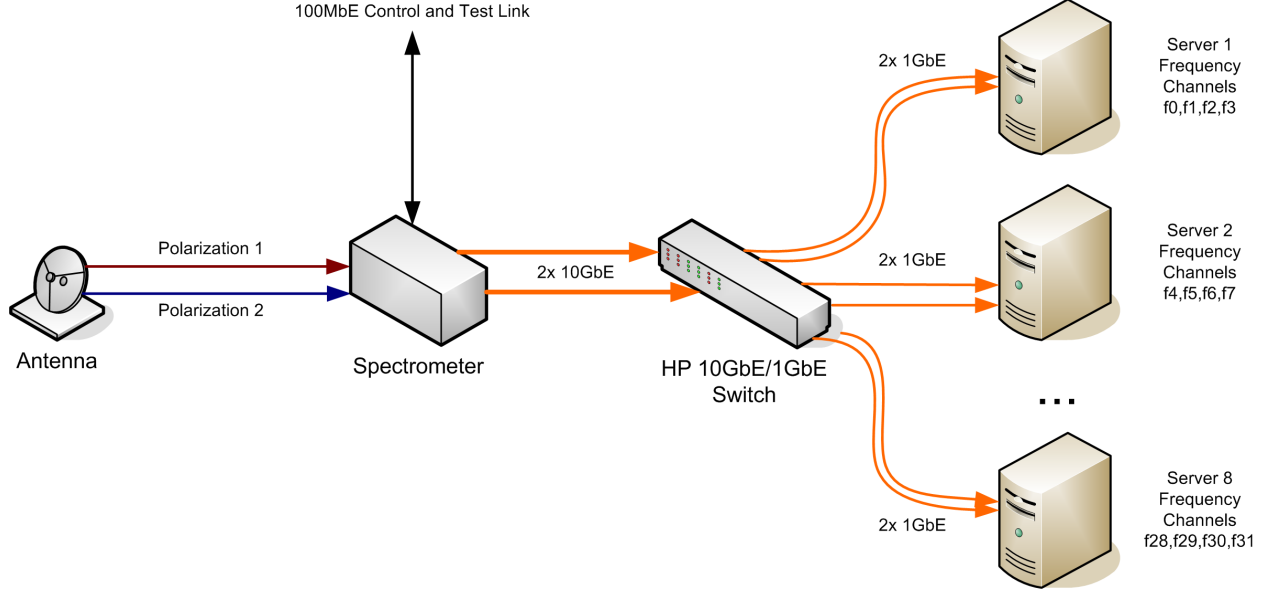 100MbE Control and Test Link
Polarization 1
Polarization 2
Antenna
Spectrometer
2x 10GbE
HP 10GbE/1GbE
Switch
2x 1GbE
Server 1
Frequency
Channels
f0,f1,f2,f3
2x 1GbE
Server 2
Frequency
Channels
f4,f5,f6,f7
...
2x 1GbE
Server 8
Frequency
Channels
f28,f29,f30,f31